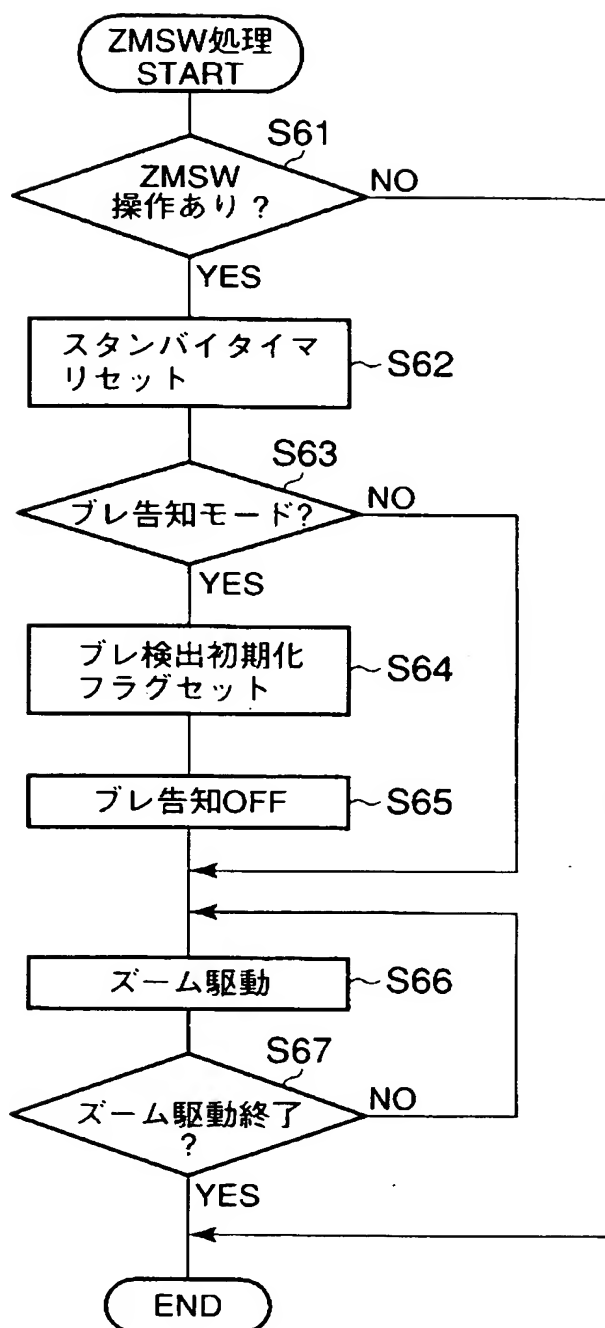 ZMSW処理
START
S61
ZMSW
操作あり?
NO
YES
スタンバイタイマ
リセット
S62
S63
ブレ告知モード?
NO
YES
ブレ検出初期化
フラグセット
S64
ブレ告知OFF
S65
ズーム駆動
S66
S67
ズーム駆動終了
?
NO
YES
END